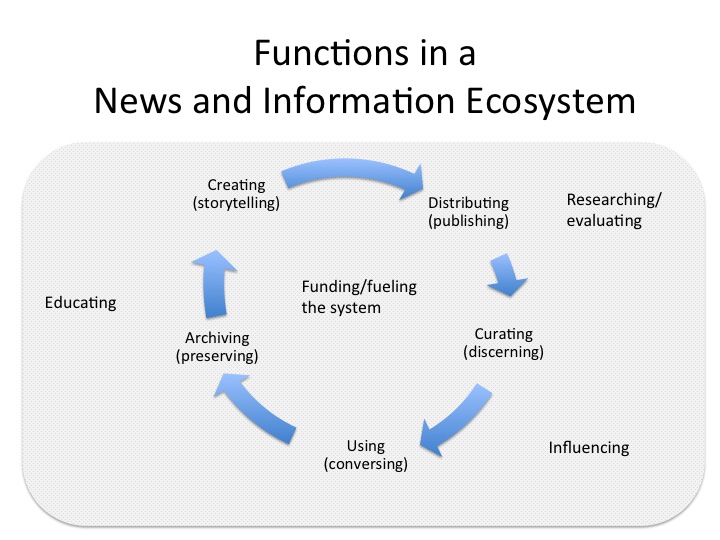 Functions in a
News and Information Ecosystem
Creating
(storytelling)
Distributing
(publishing)
Researching/
evaluating
Educating
Funding/fueling
the system
Archiving
(preserving)
Curating
(discerning)
Using
(conversing)
Influencing